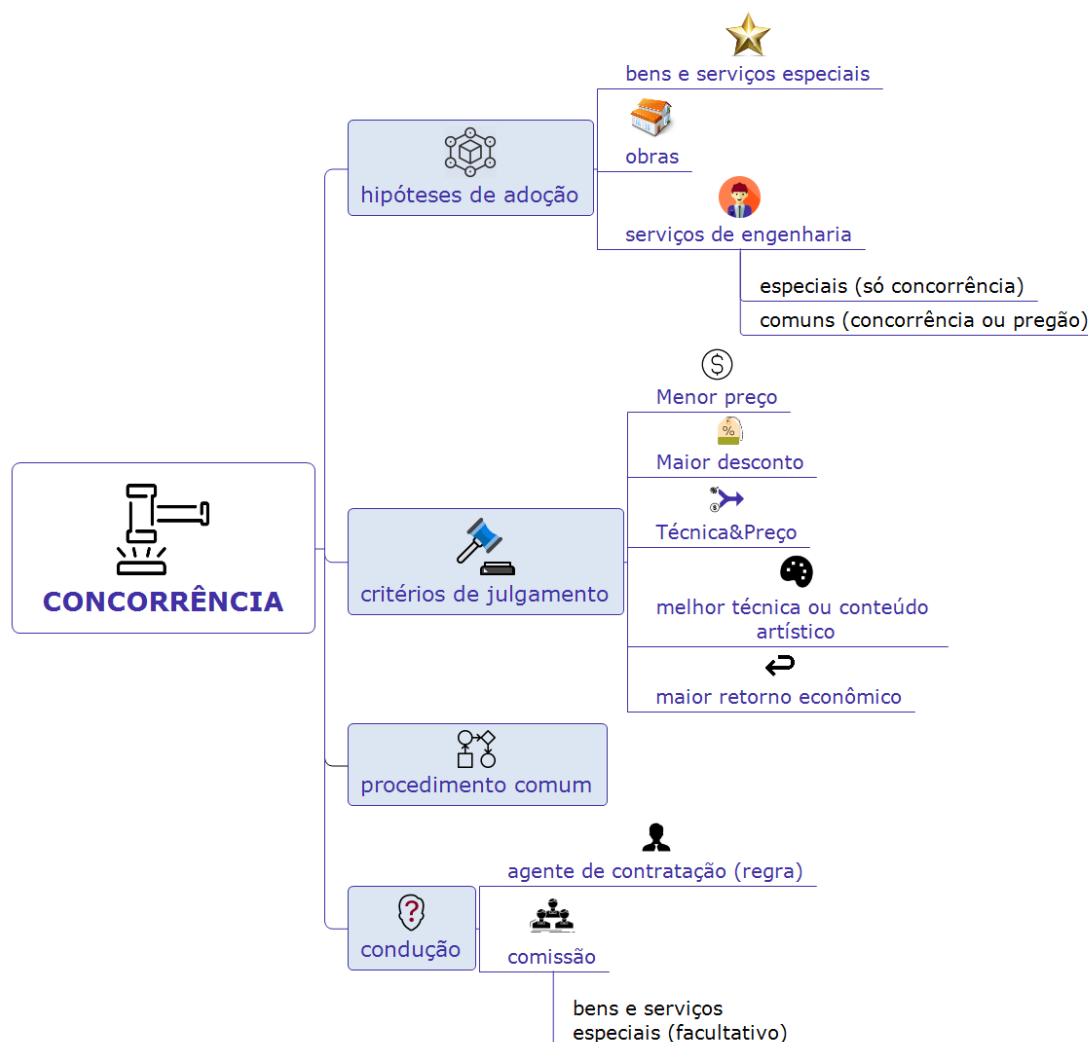 bens e serviços especiais
obras
hipóteses de adoção
serviços de engenharia
especiais (só concorrência)
comuns (concorrência ou pregão)
$
Menor preço
%
Maior desconto
$
Técnica&Preço
CONCORRÊNCIA
critérios de julgamento
melhor técnica ou conteúdo
artístico
maior retorno econômico
procedimento comum
agente de contratação (regra)
?
condução
comissão
bens e serviços
especiais (facultativo)